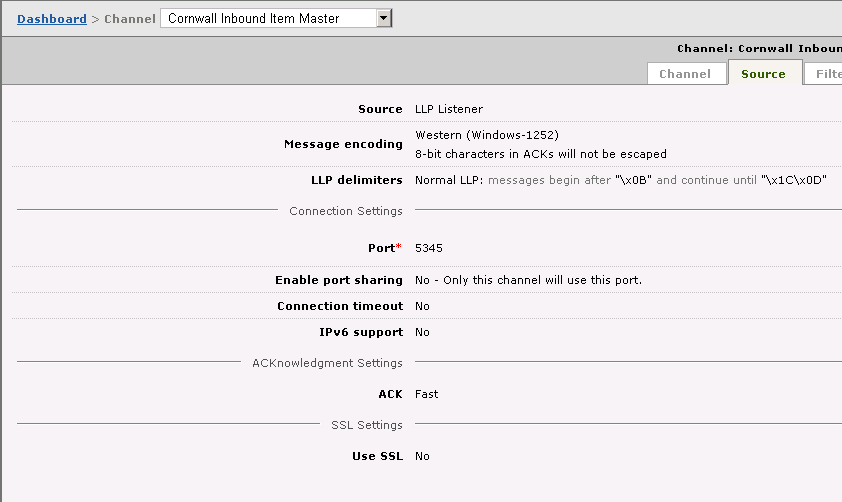 Dashboard > Channel Cornwall Inbound Item Master
Channel: Cornwall Inboun
Channel Source Filte
Source LLP Listener
Message encoding Western (Windows-1252)
8-bit characters in ACKs will not be escaped
LLP delimiters Normal LLP: messages begin after "\x0B" and continue until "\x1C\x0D"
Connection Settings
Port* 5345
Enable port sharing No - Only this channel will use this port.
Connection timeout No
IPv6 support No
ACKnowledgment Settings
ACK Fast
SSL Settings
Use SSL No